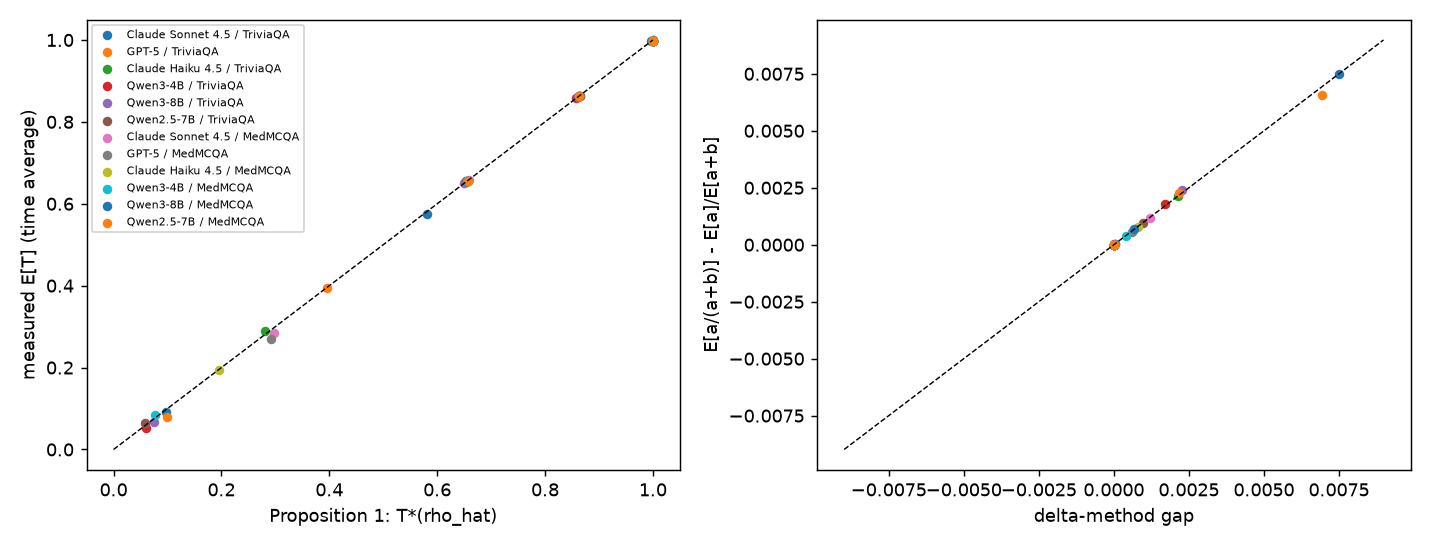 Claude Sonnet 4.5 / TriviaQA
GPT-5 / TriviaQA
Claude Haiku 4.5 / TriviaQA
Qwen3-4B / TriviaQA
Qwen3-8B / TriviaQA
Qwen2.5-7B / TriviaQA
Claude Sonnet 4.5 / MedMCQA
GPT-5 / MedMCQA
Claude Haiku 4.5 / MedMCQA
Qwen3-4B / MedMCQA
Qwen3-8B / MedMCQA
Qwen2.5-7B / MedMCQA
measured E[T] (time average)
1.0
0.8
0.6
0.4
0.2
0.0
0.0 0.2 0.4 0.6 0.8 1.0
Proposition 1: T*(rho_hat)
E[a/(a+b)] - E[a]/E[a+b]
0.0075
0.0050
0.0025
0.0000
−0.0025
−0.0050
−0.0075
−0.0075 −0.0050 −0.0025 0.0000 0.0025 0.0050 0.0075
delta-method gap